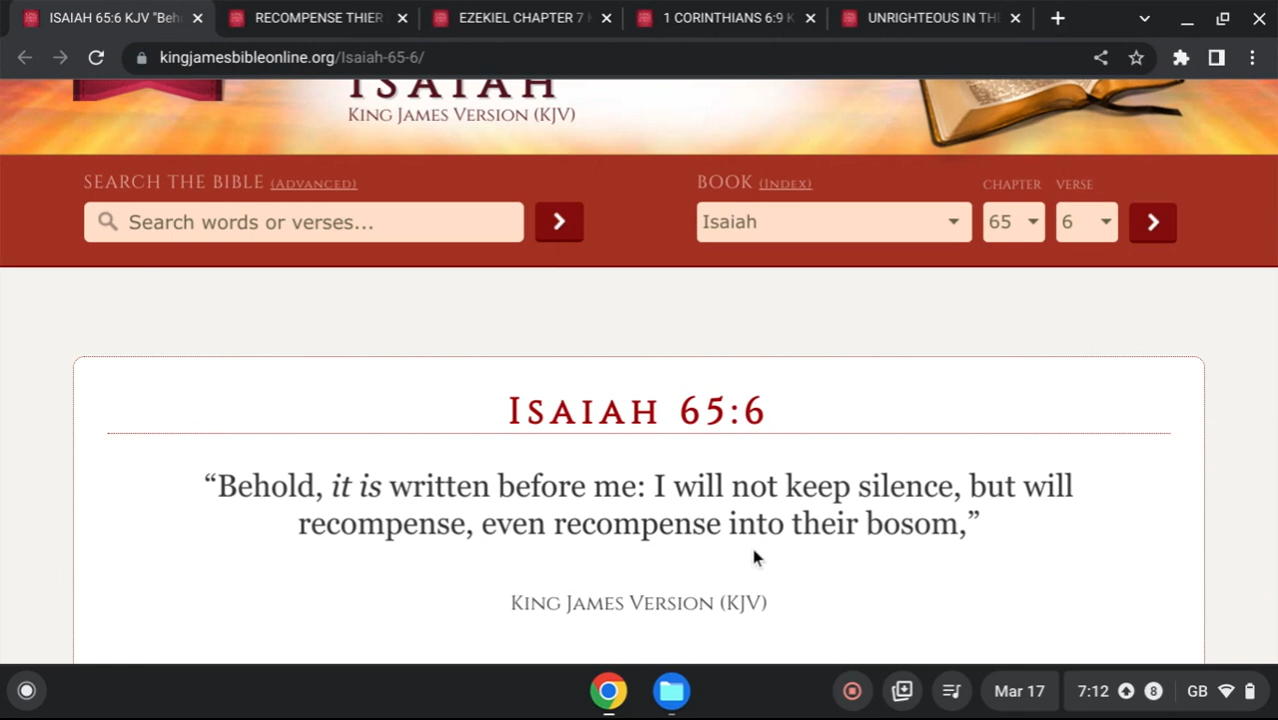 ISAIAH 65:6 KJV "Beh
RECOMPENSE THIER
EZEKIEL CHAPTER 7
1 CORINTHIANS 6:9 K
UNRIGHTEOUS IN TH
kingjamesbibleonline.org/Isaiah-65-6/
ISAIAH
KING JAMES VERSION (KJV)
SEARCH THE BIBLE (ADVANCED)
BOOK (INDEX)
CHAPTER
VERSE
Search words or verses...
Isaiah
65
6
ISAIAH 65:6
“Behold, it is written before me: I will not keep silence, but will
recompense, even recompense into their bosom,”
KING JAMES VERSION (KJV)
Mar 17
7:12
8
GB